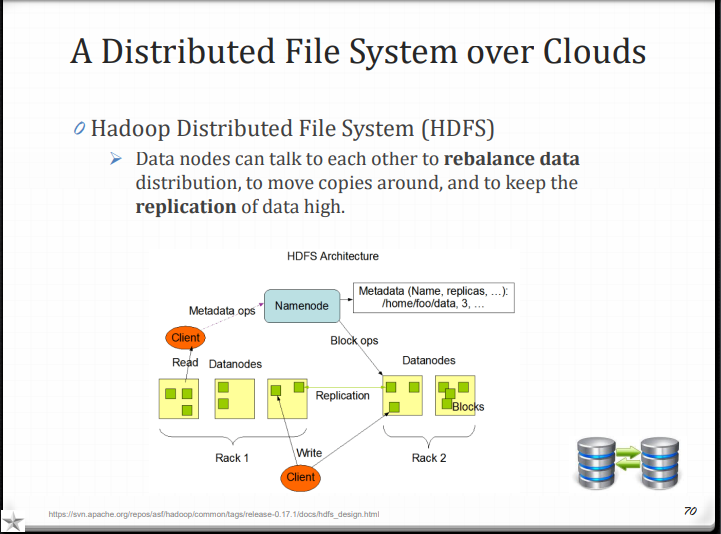 A Distributed File System over Clouds
Hadoop Distributed File System (HDFS)
Data nodes can talk to each other to rebalance data
distribution, to move copies around, and to keep the
replication of data high.
HDFS Architecture
Metadata (Name, replicas, ...):
/home/foo/data, 3, ...
Namenode
Metadata ops
Client
Block ops
Read
Datanodes
Datanodes
Replication
Blocks
Rack 1
Write
Rack 2
Client
https://svn.apache.org/repos/asf/hadoop/common/tags/release-0.17.1/docs/hdfs_design.html
70